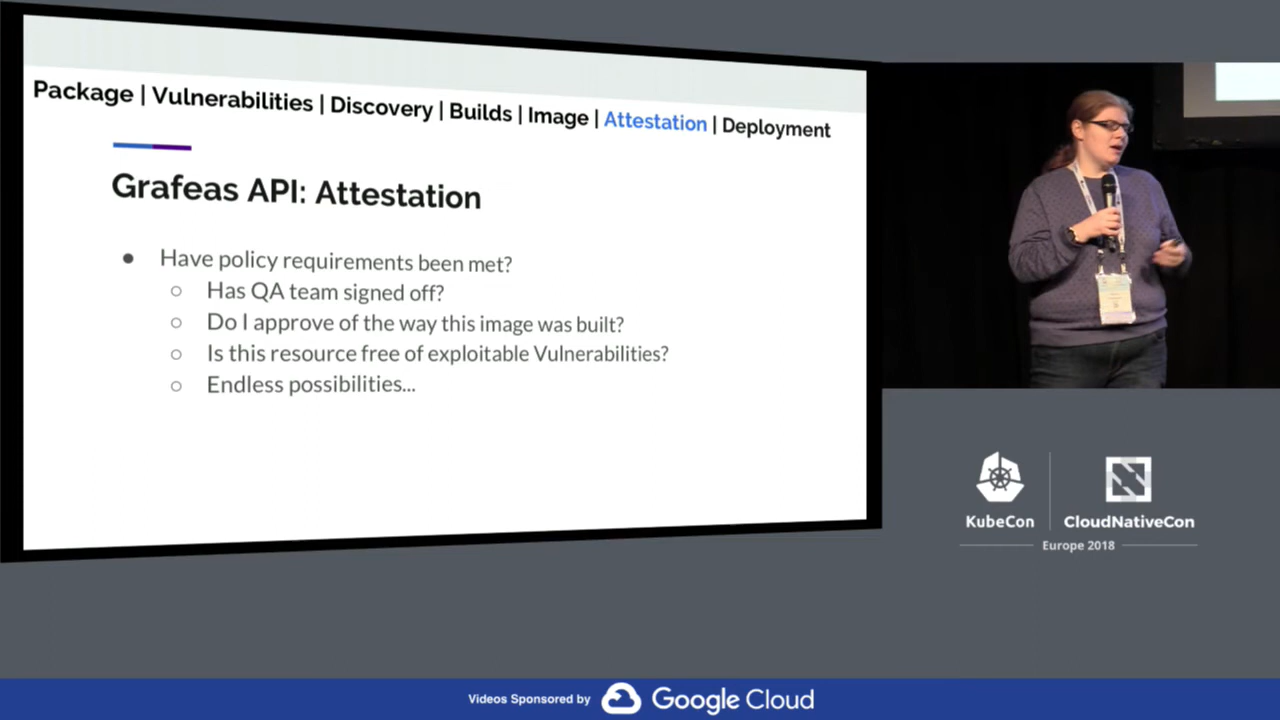 Package | Vulnerabilities | Discovery | Builds | Image | Attestation | Deployment
Grafeas API: Attestation
● Have policy requirements been met?
○ Has QA team signed off?
○ Do I approve of the way this image was built?
○ Is this resource free of exploitable Vulnerabilities?
○ Endless possibilities...
KubeCon
CloudNativeCon
Europe 2018
Videos Sponsored by Google Cloud